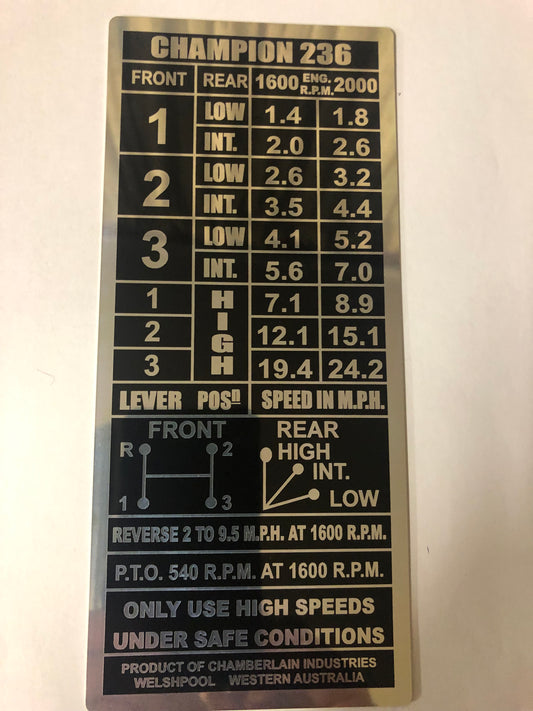 CHAMPION 236
FRONT REAR 1600 ENG. R.P.M. 2000
1 LOW 1.4 1.8
INT. 2.0 2.6
2 LOW 2.6 3.2
INT. 3.5 4.4
3 LOW 4.1 5.2
INT. 5.6 7.0
1 HIGH 7.1 8.9
2 12.1 15.1
3 19.4 24.2
LEVER POSn SPEED IN M.P.H.
FRONT
R 2
1 3
REAR
HIGH
INT.
LOW
REVERSE 2 TO 9.5 M.P.H. AT 1600 R.P.M.
P.T.O. 540 R.P.M. AT 1600 R.P.M.
ONLY USE HIGH SPEEDS
UNDER SAFE CONDITIONS
PRODUCT OF CHAMBERLAIN INDUSTRIES
WELSHPOOL WESTERN AUSTRALIA